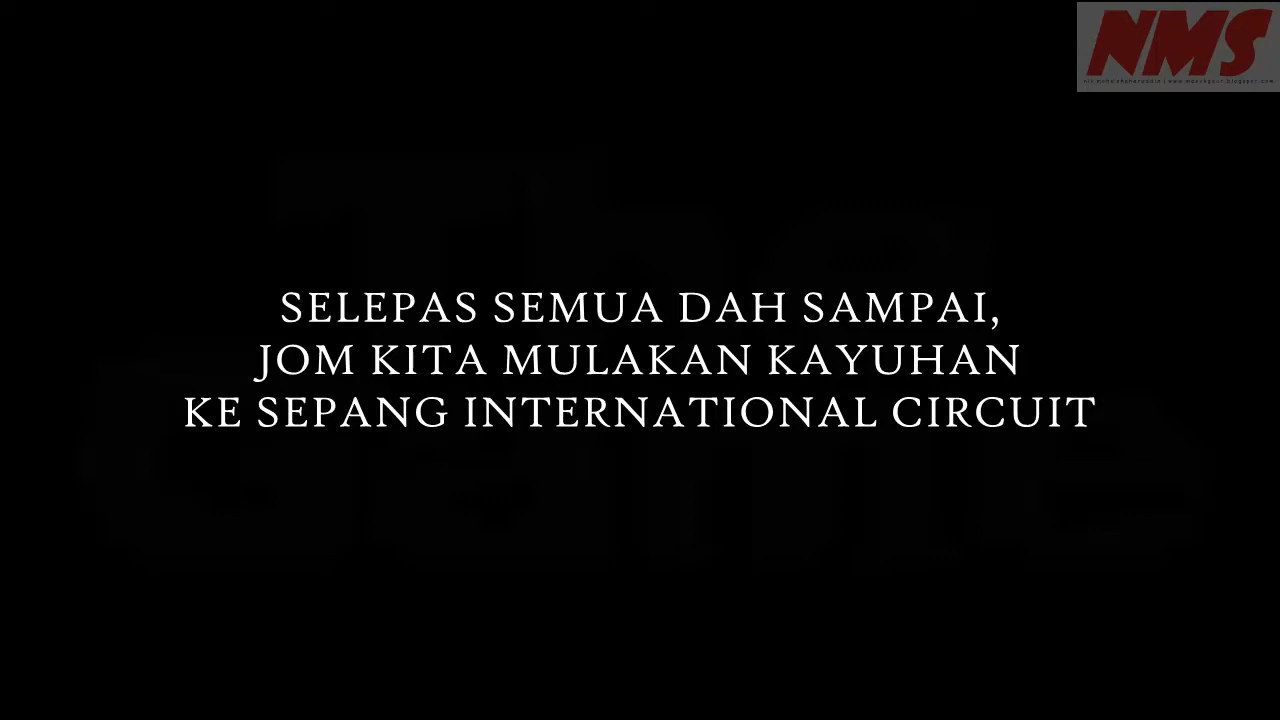 NMS
SELEPAS SEMUA DAH SAMPAI,
JOM KITA MULAKAN KAYUHAN
KE SEPANG INTERNATIONAL CIRCUIT